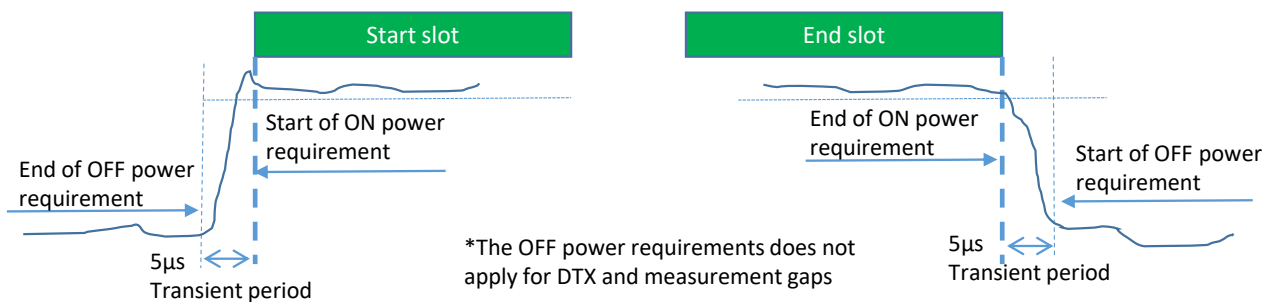 Start slot
End slot
Start of ON power
requirement
End of ON power
requirement
End of OFF power
requirement
Start of OFF power
requirement
*The OFF power requirements does not
apply for DTX and measurement gaps
5µs
Transient period
5µs
Transient period